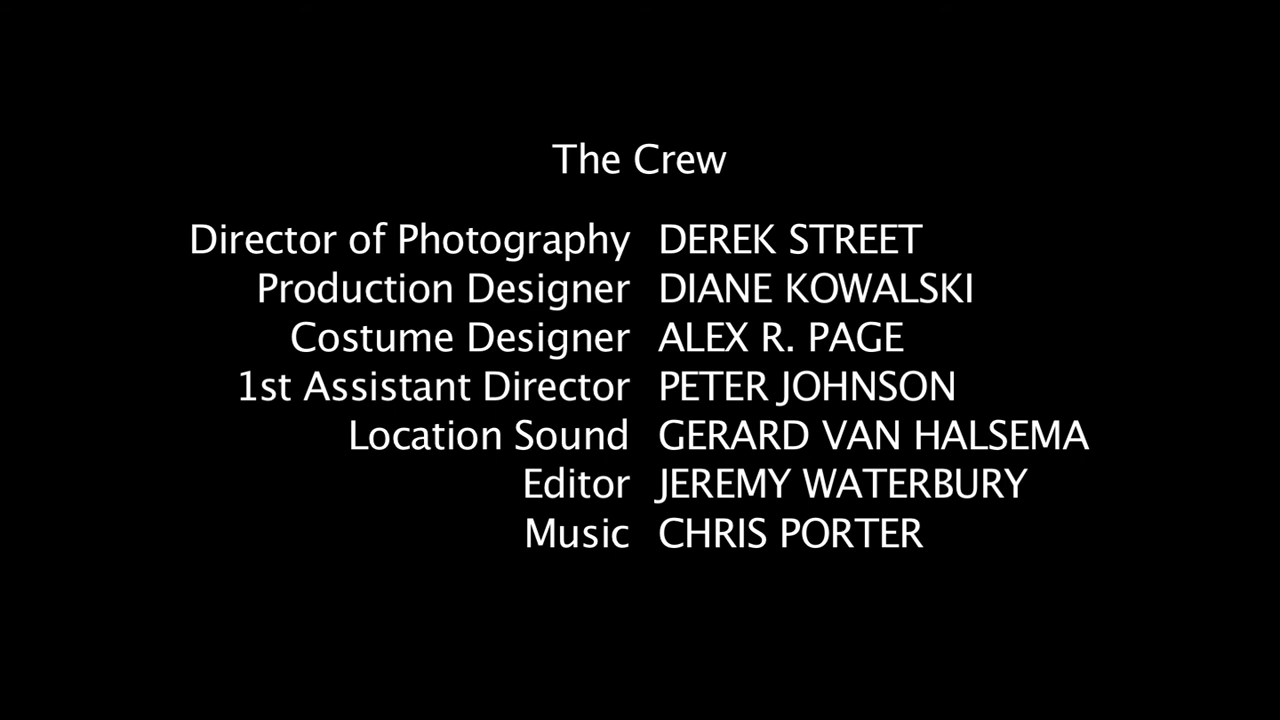 The Crew
Director of Photography DEREK STREET
Production Designer DIANE KOWALSKI
Costume Designer ALEX R. PAGE
1st Assistant Director PETER JOHNSON
Location Sound GERARD VAN HALSEMA
Editor JEREMY WATERBURY
Music CHRIS PORTER